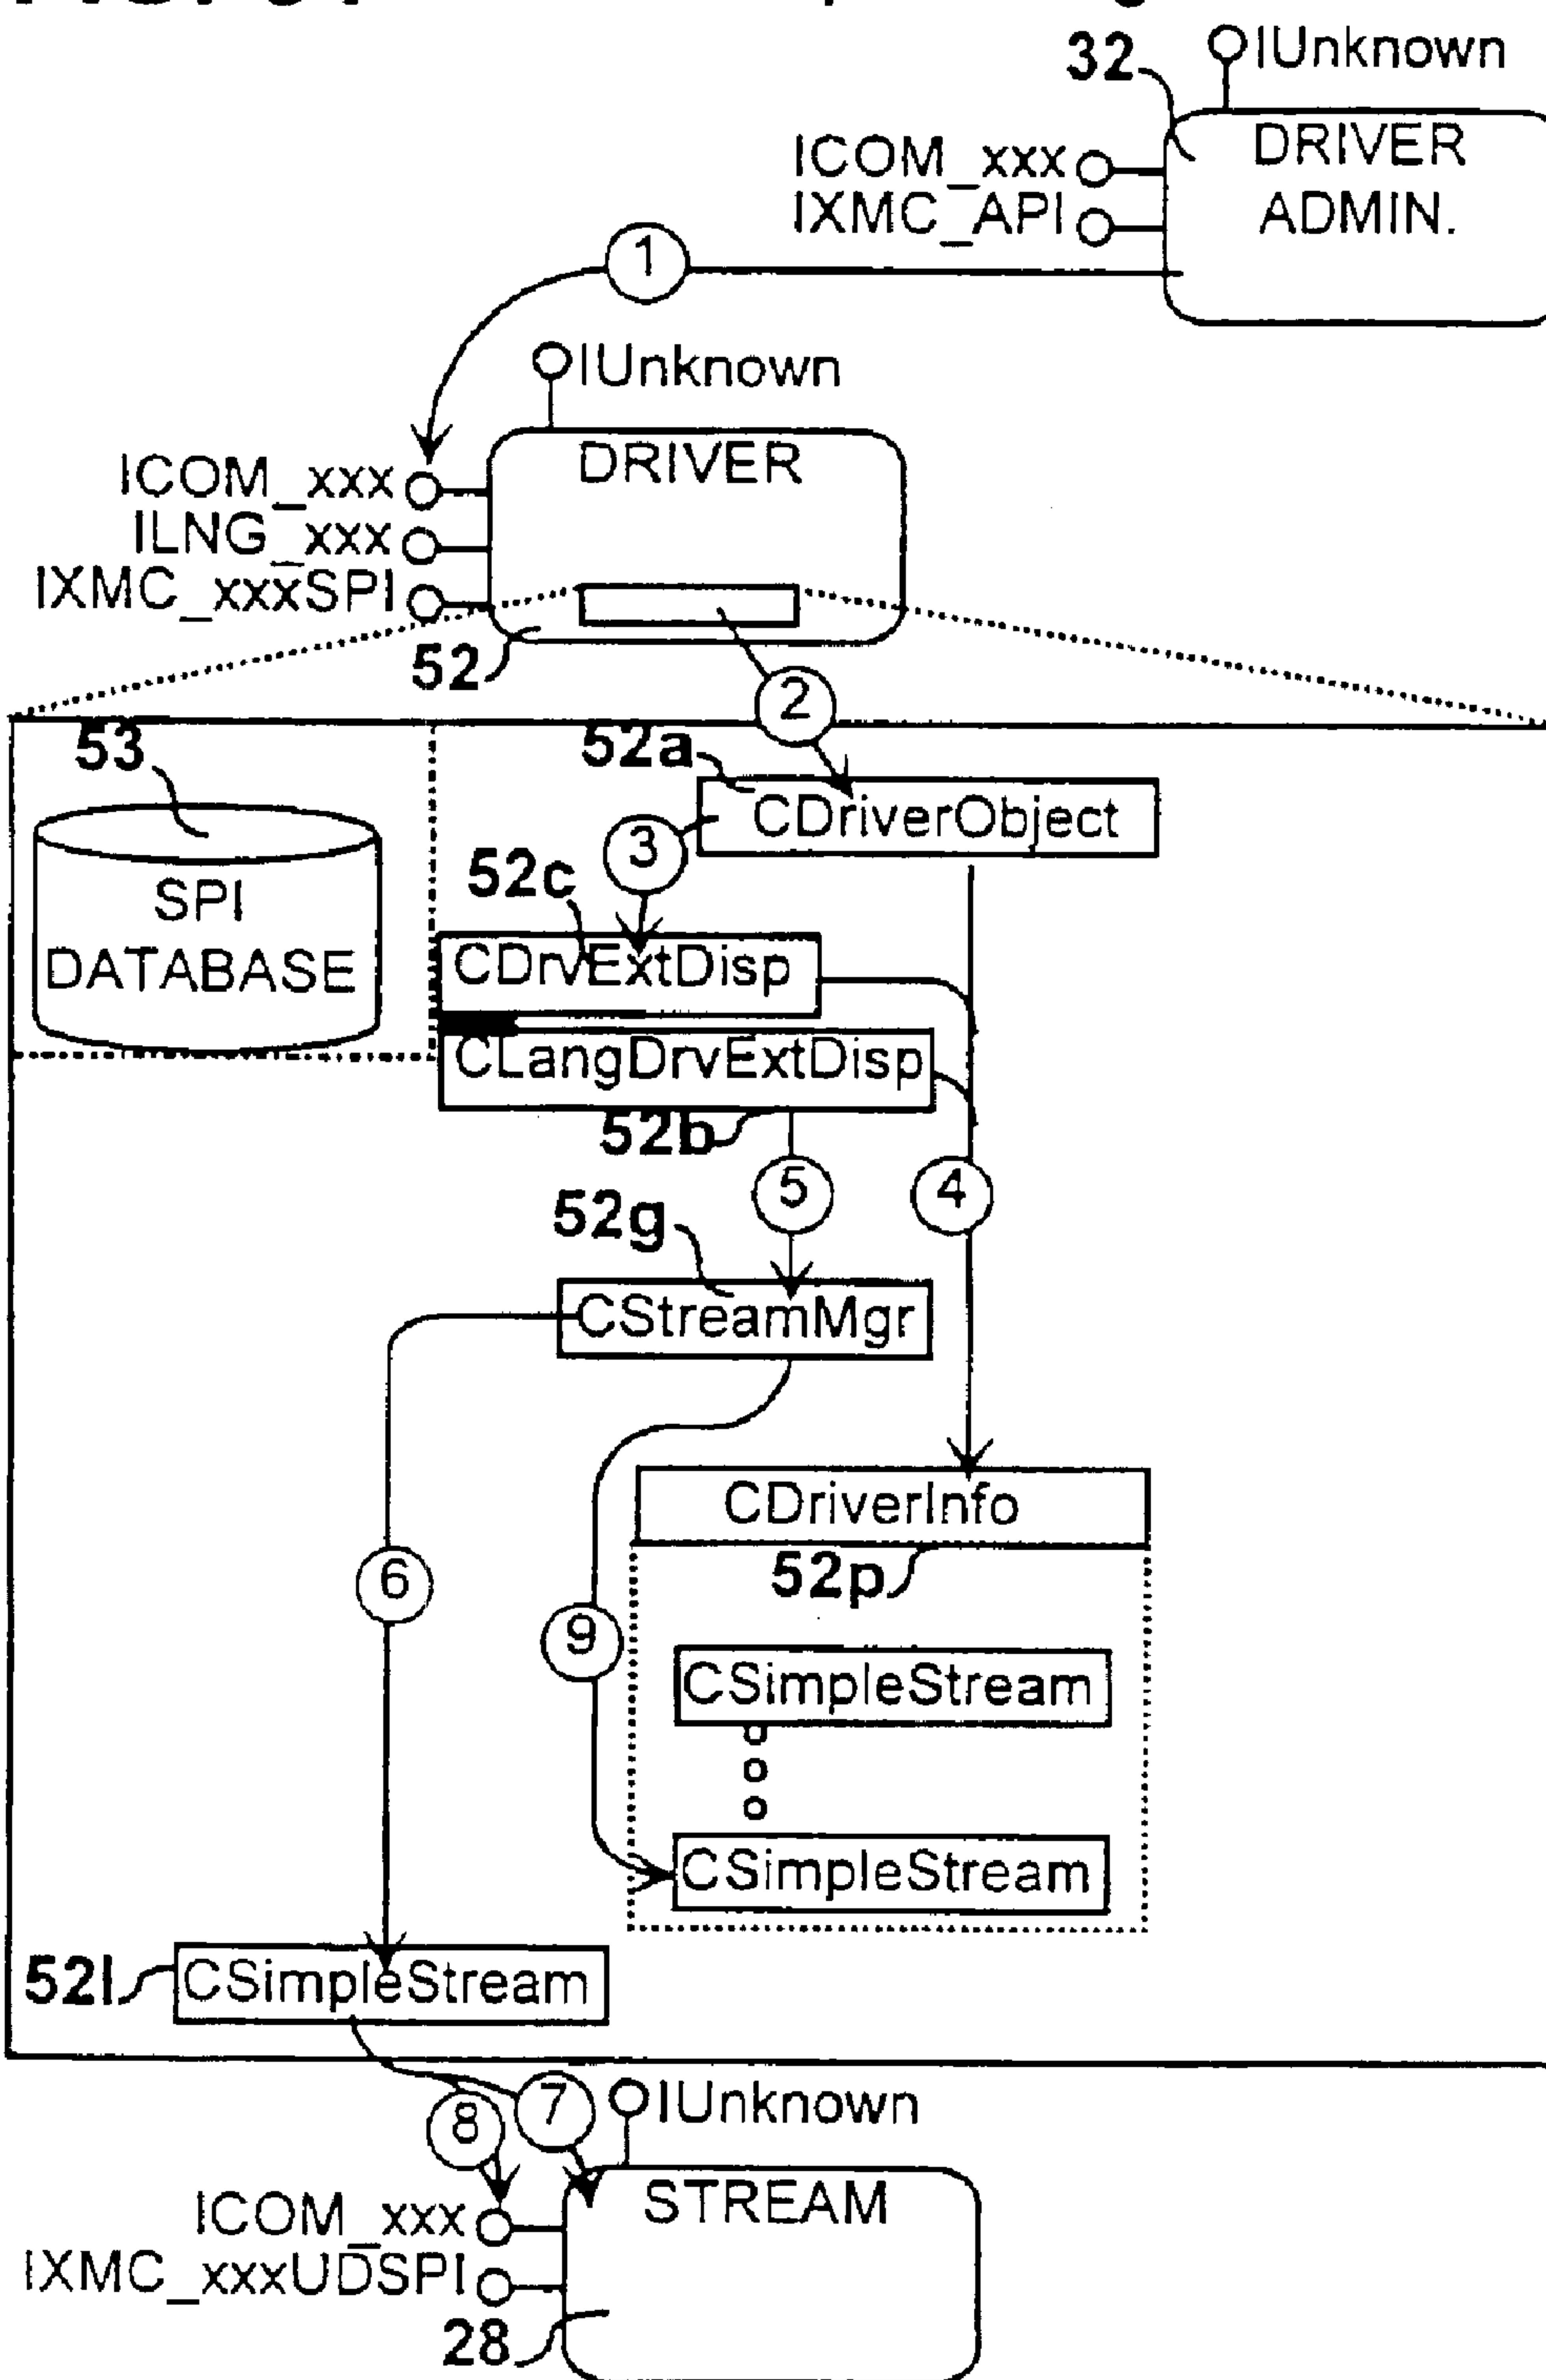 32
IUnknown
DRIVER
ADMIN.
ICOM_xxx
IXMC_API
1
IUnknown
DRIVER
ICOM_xxx
ILNG_xxx
IXMC_xxxSPI
52
2
53
52a
CDriverObject
SPI
DATABASE
3
52c
CDrvExtDisp
CLangDrvExtDisp
52b
5
4
52g
CStreamMgr
CDriverInfo
52p
6
9
CSimpleStream
CSimpleStream
52l
CSimpleStream
7
8
IUnknown
STREAM
ICOM_xxx
IXMC_xxxUDSPI
28